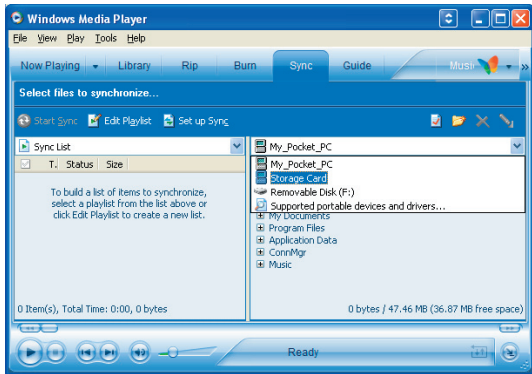 Windows Media Player
File View Play Tools Help
Now Playing Library Rip Burn Sync Guide Music
Select files to synchronize...
Start Sync Edit Playlist Set up Sync
Sync List
My_Pocket_PC
T. Status Size
To build a list of items to synchronize,
select a playlist from the list above or
click Edit Playlist to create a new list.
My_Pocket_PC
Storage Card
Removable Disk (F:)
Supported portable devices and drivers...
My Documents
Program Files
Application Data
ConnMgr
Music
0 Item(s), Total Time: 0:00, 0 bytes
0 bytes / 47.46 MB (36.87 MB free space)
Ready